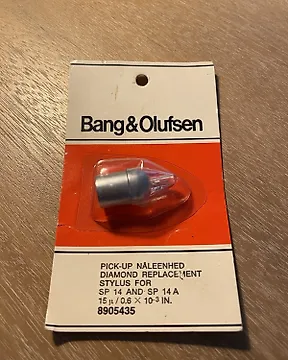 Bang&Olufsen
PICK-UP NÅLEENHED
DIAMOND REPLACEMENT
STYLUS FOR
SP 14 AND SP 14 A
15 µ / 0.6 × 10⁻³ IN.
8905435